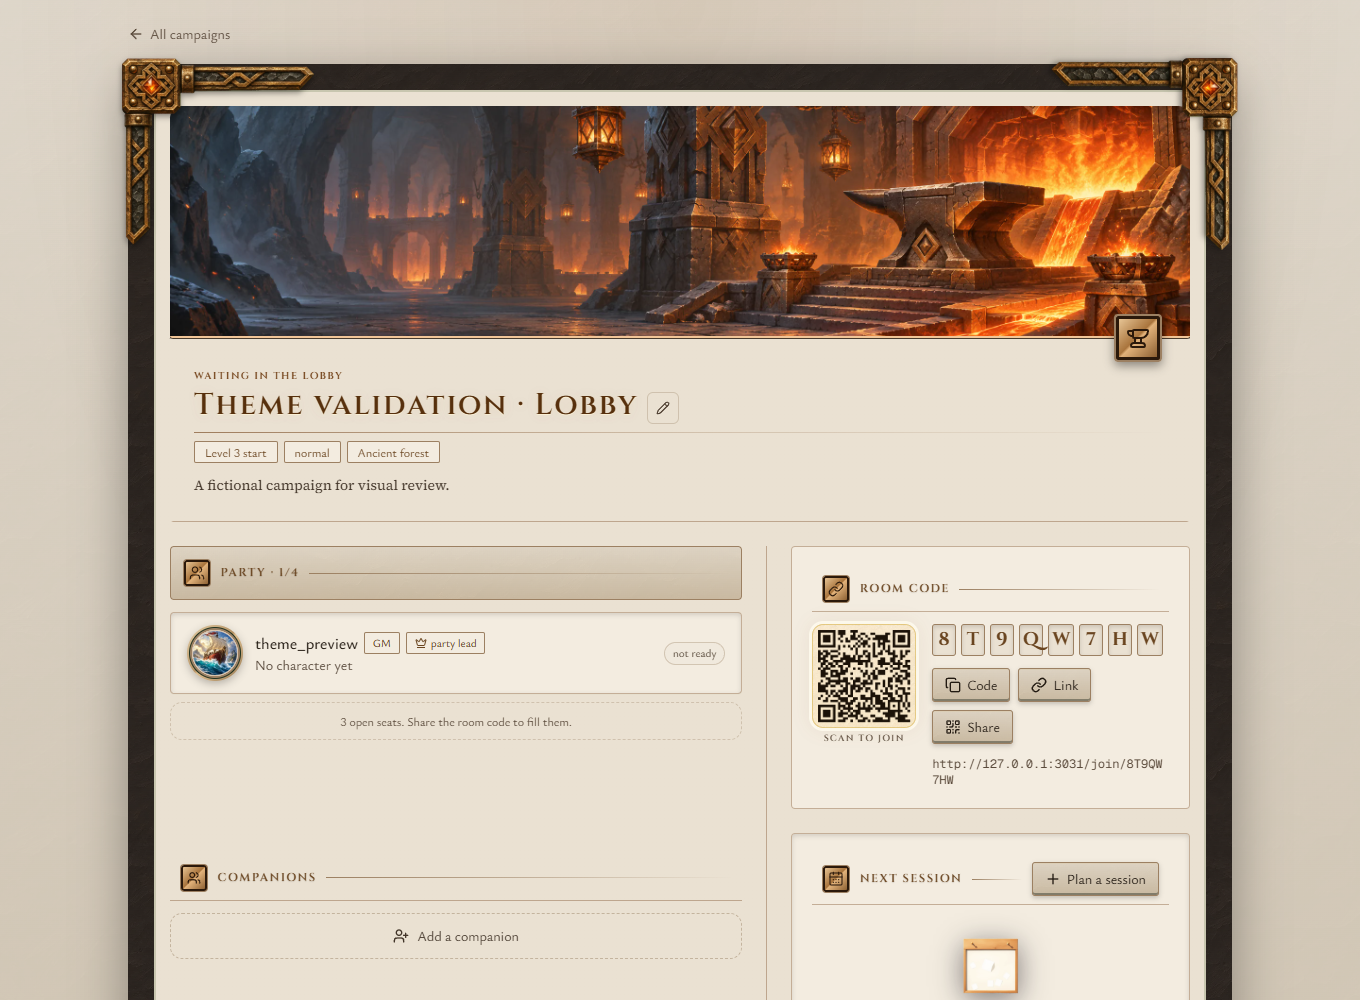 All campaigns
WAITING IN THE LOBBY
THEME VALIDATION · LOBBY
Level 3 start
normal
Ancient forest
A fictional campaign for visual review.
PARTY · 1/4
theme_preview
GM
party lead
No character yet
not ready
3 open seats. Share the room code to fill them.
COMPANIONS
Add a companion
ROOM CODE
8 T 9 Q W 7 H W
Code
Link
Share
SCAN TO JOIN
http://127.0.0.1:3031/join/8T9QW
7HW
NEXT SESSION
Plan a session